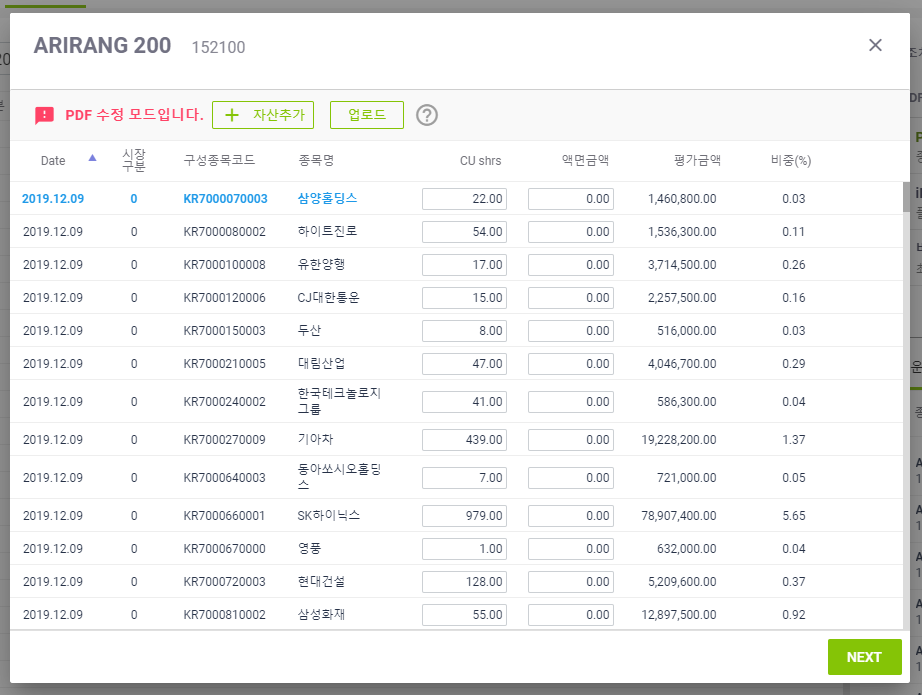 ARIRANG 200 152100
PDF 수정 모드입니다. + 자산추가 업로드 ?
Date 시장구분 구성종목코드 종목명 CU shrs 액면금액 평가금액 비중(%)
2019.12.09 0 KR7000070003 삼양홀딩스 22.00 0.00 1,460,800.00 0.03
2019.12.09 0 KR7000080002 하이트진로 54.00 0.00 1,536,300.00 0.11
2019.12.09 0 KR7000100008 유한양행 17.00 0.00 3,714,500.00 0.26
2019.12.09 0 KR7000120006 CJ대한통운 15.00 0.00 2,257,500.00 0.16
2019.12.09 0 KR7000150003 두산 8.00 0.00 516,000.00 0.03
2019.12.09 0 KR7000210005 대림산업 47.00 0.00 4,046,700.00 0.29
2019.12.09 0 KR7000240002 한국테크놀로지그룹 41.00 0.00 586,300.00 0.04
2019.12.09 0 KR7000270009 기아차 439.00 0.00 19,228,200.00 1.37
2019.12.09 0 KR7000640003 동아쏘시오홀딩스 7.00 0.00 721,000.00 0.05
2019.12.09 0 KR7000660001 SK하이닉스 979.00 0.00 78,907,400.00 5.65
2019.12.09 0 KR7000670000 영풍 1.00 0.00 632,000.00 0.04
2019.12.09 0 KR7000720003 현대건설 128.00 0.00 5,209,600.00 0.37
2019.12.09 0 KR7000810002 삼성화재 55.00 0.00 12,897,500.00 0.92
NEXT